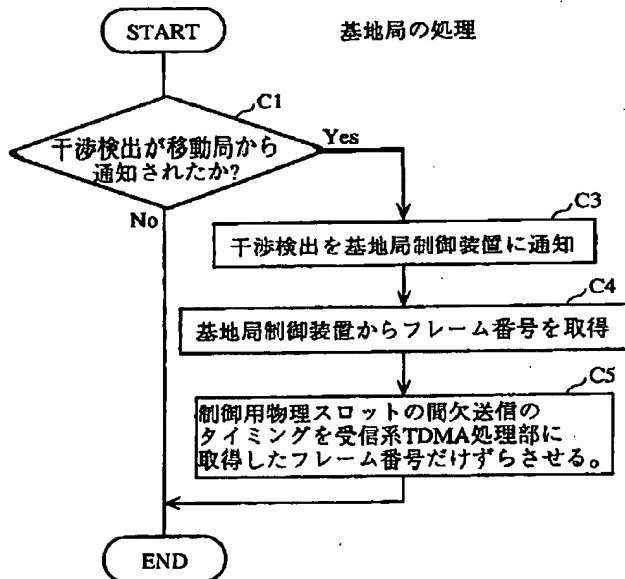 START
基地局の処理
C1
干渉検出が移動局から
通知されたか?
Yes
No
C3
干渉検出を基地局制御装置に通知
C4
基地局制御装置からフレーム番号を取得
C5
制御用物理スロットの間欠送信の
タイミングを受信系TDMA処理部に
取得したフレーム番号だけずらさせる。
END